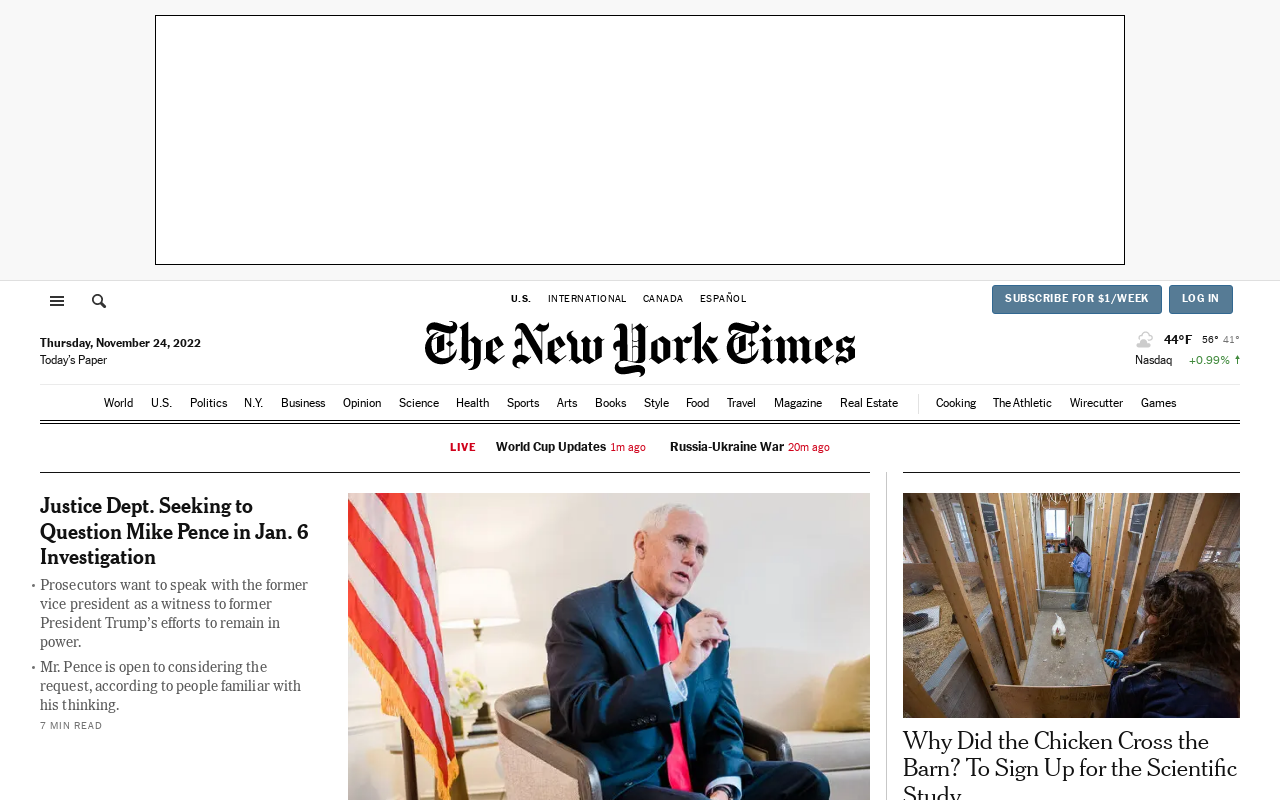 U.S. INTERNATIONAL CANADA ESPAÑOL
SUBSCRIBE FOR $1/WEEK
LOG IN
Thursday, November 24, 2022
Today's Paper
The New York Times
44°F 56° 41°
Nasdaq +0.99% ↑
World U.S. Politics N.Y. Business Opinion Science Health Sports Arts Books Style Food Travel Magazine Real Estate Cooking The Athletic Wirecutter Games
LIVE World Cup Updates 1m ago Russia-Ukraine War 20m ago
Justice Dept. Seeking to
Question Mike Pence in Jan. 6
Investigation
• Prosecutors want to speak with the former
vice president as a witness to former
President Trump’s efforts to remain in
power.
• Mr. Pence is open to considering the
request, according to people familiar with
his thinking.
7 MIN READ
Why Did the Chicken Cross the
Barn? To Sign Up for the Scientific
Study.